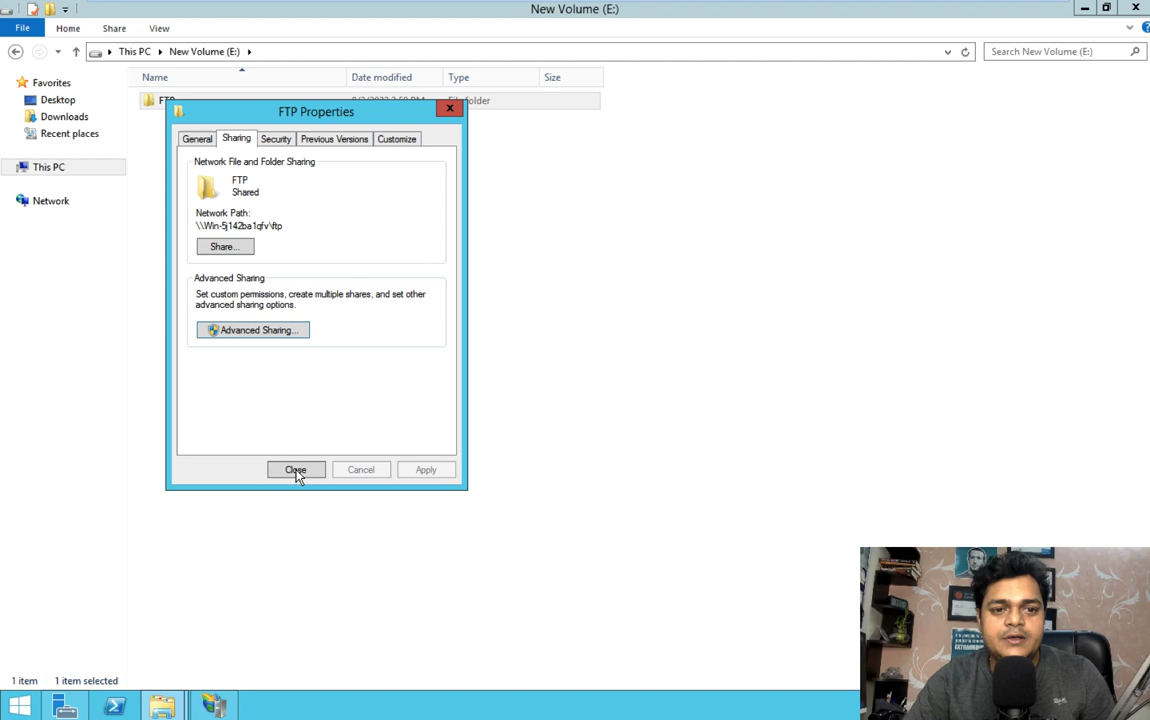 New Volume (E:)
File Home Share View
This PC New Volume (E:) Search New Volume (E:)
Name Date modified Type Size
Favorites
Desktop
Downloads
Recent places
This PC
Network
FTP Properties
General Sharing Security Previous Versions Customize
Network File and Folder Sharing
FTP
Shared
Network Path:
\\Win-5j142ba1qfv\ftp
Share...
Advanced Sharing
Set custom permissions, create multiple shares, and set other
advanced sharing options.
Advanced Sharing...
Close Cancel Apply
1 item 1 item selected